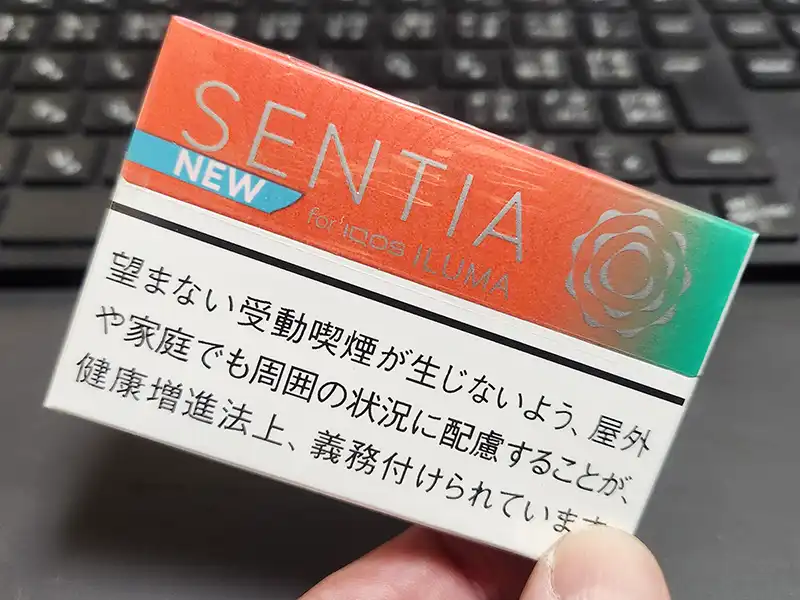 SENTIA
NEW
for IQOS ILUMA
望まない受動喫煙が生じないよう、屋外
や家庭でも周囲の状況に配慮することが、
健康増進法上、義務付けられていま